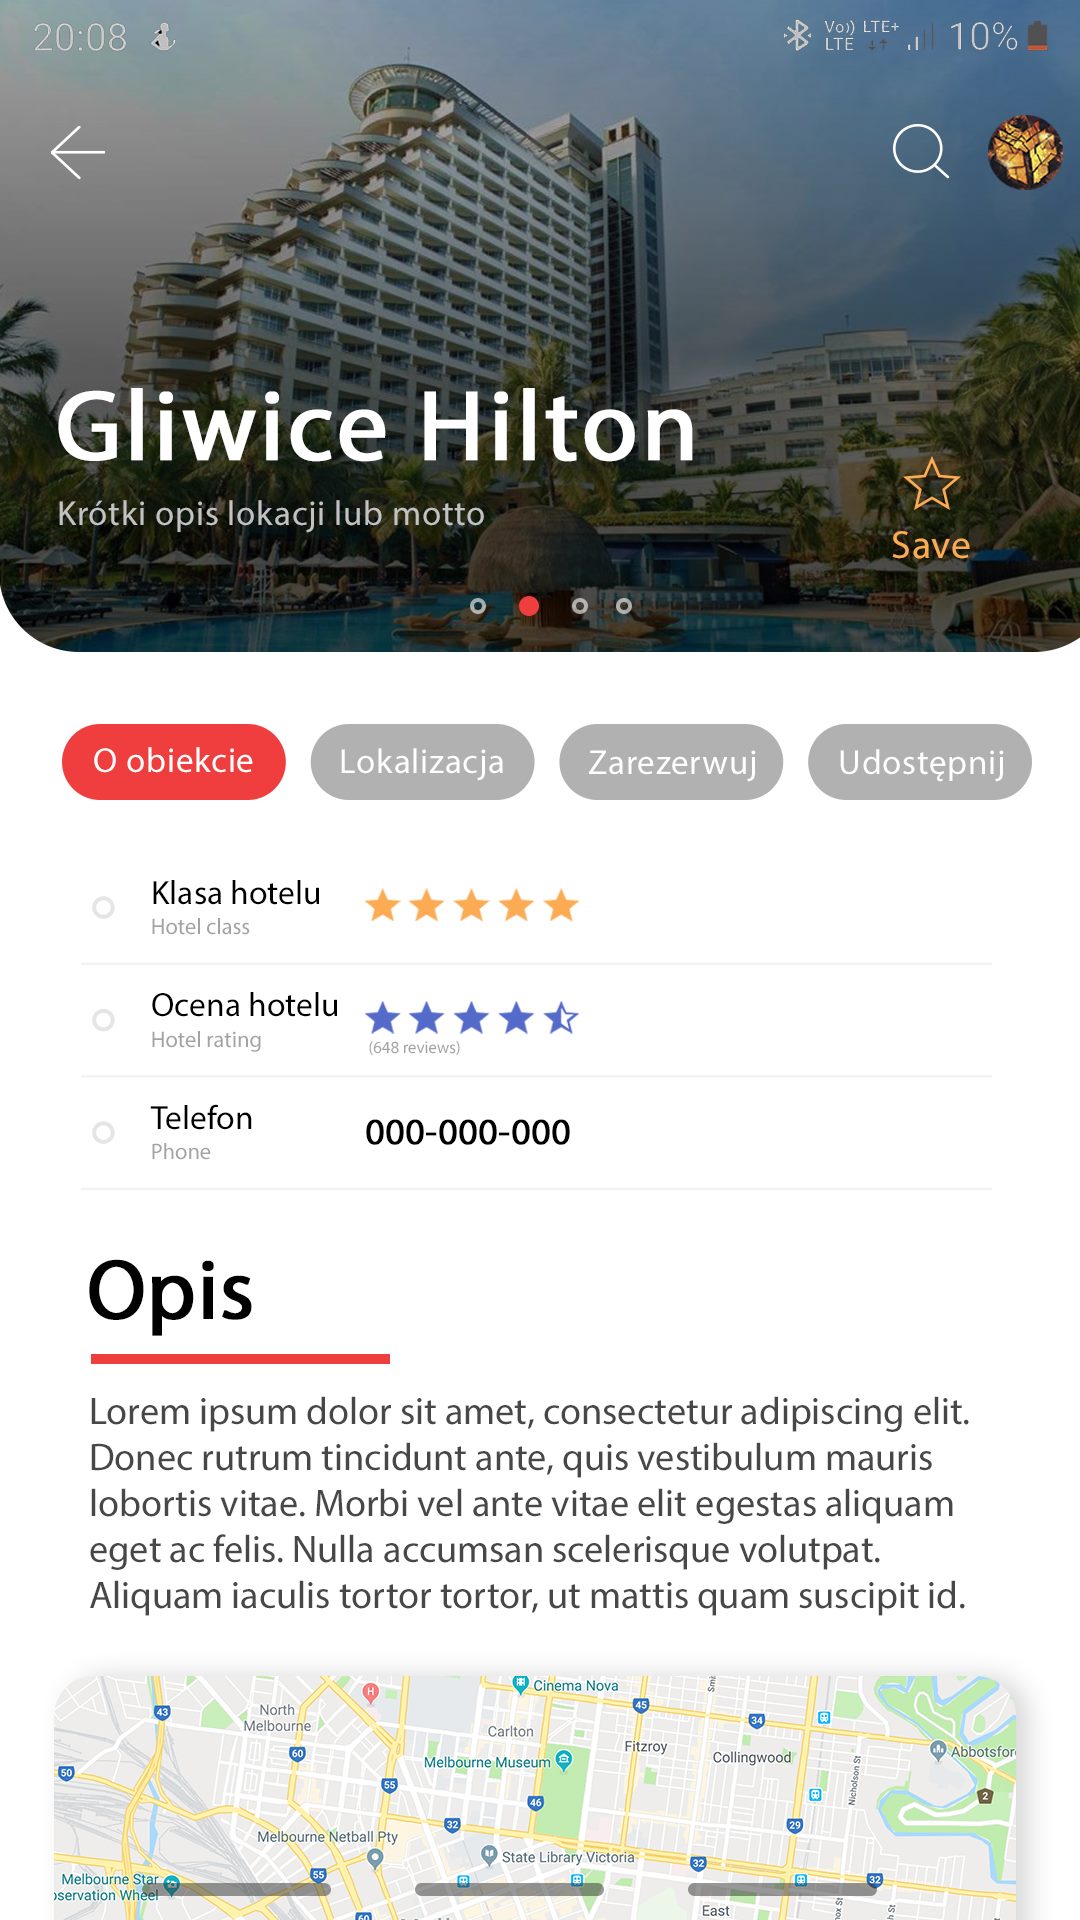 20:08
Vo)) LTE+
LTE
10%
Gliwice Hilton
Krótki opis lokacji lub motto
Save
O obiekcie
Lokalizacja
Zarezerwuj
Udostępnij
Klasa hotelu
Hotel class
Ocena hotelu
Hotel rating
(648 reviews)
Telefon
Phone
000-000-000
Opis
Lorem ipsum dolor sit amet, consectetur adipiscing elit.
Donec rutrum tincidunt ante, quis vestibulum mauris
lobortis vitae. Morbi vel ante vitae elit egestas aliquam
eget ac felis. Nulla accumsan scelerisque volutpat.
Aliquam iaculis tortor tortor, ut mattis quam suscipit id.
Cinema Nova
H
43
North
Melbourne
45
34
Carlton
Fitzroy
Collingwood
Abbotsfor
60
Melbourne Museum
50
55
Nicholson St
46
2
32
29
Melbourne Netball Pty
State Library Victoria
32
55
Melbourne Star
bservation Wheel
32
60
East